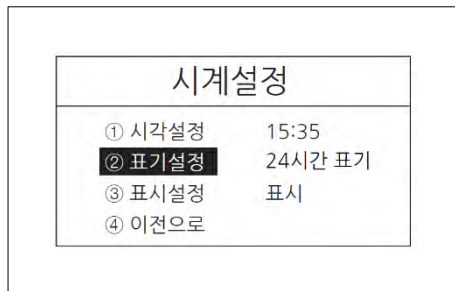 시계설정
① 시각설정 15:35
② 표기설정 24시간 표기
③ 표시설정 표시
④ 이전으로